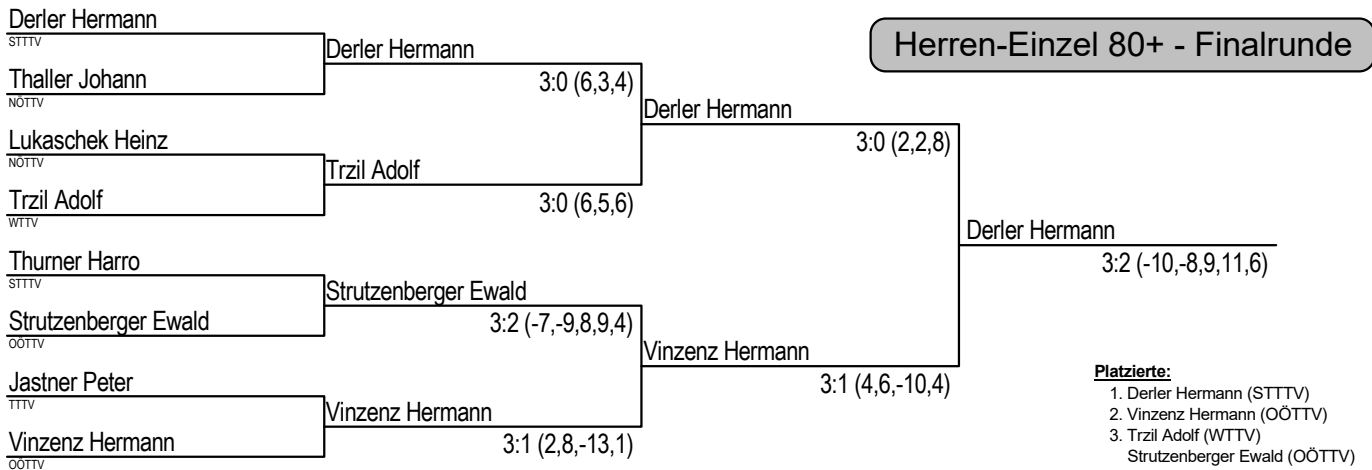 Herren-Einzel 80+ - Finalrunde
Derler Hermann
STTTV
Thaller Johann
NÖTTV
Lukaschek Heinz
NÖTTV
Trzil Adolf
WTTV
Thurner Harro
STTTV
Strutzenberger Ewald
OÖTTV
Jastner Peter
TTTV
Vinzenz Hermann
OÖTTV
Derler Hermann
3:0 (6,3,4)
Trzil Adolf
3:0 (6,5,6)
Strutzenberger Ewald
3:2 (-7,-9,8,9,4)
Vinzenz Hermann
3:1 (2,8,-13,1)
Derler Hermann
3:0 (2,2,8)
Vinzenz Hermann
3:1 (4,6,-10,4)
Derler Hermann
3:2 (-10,-8,9,11,6)
Platzierte:
1. Derler Hermann (STTTV)
2. Vinzenz Hermann (OÖTTV)
3. Trzil Adolf (WTTV)
Strutzenberger Ewald (OÖTTV)